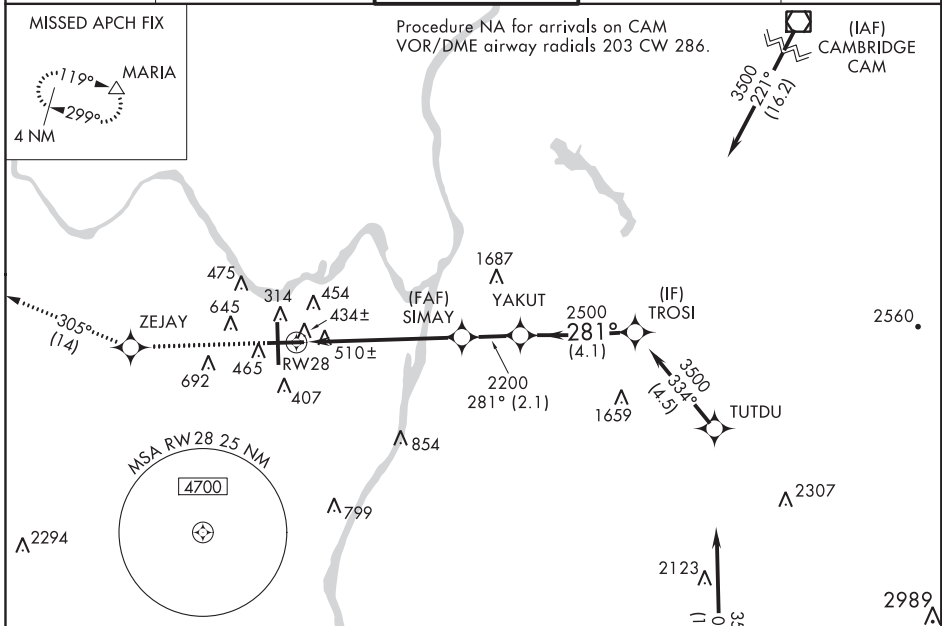 MISSED APCH FIX
119°
MARIA
299°
4 NM
Procedure NA for arrivals on CAM
VOR/DME airway radials 203 CW 286.
(IAF)
CAMBRIDGE
CAM
3500
221°
(16.2)
1687
475
645
314
454
434±
(FAF)
SIMAY
YAKUT
2500
281°
(4.1)
(IF)
TROSI
2560
305°
(14)
ZEJAY
465
RW28
510±
692
407
2200
281° (2.1)
3500
334°
(4.5)
TUTDU
1659
854
MSA RW 28 25 NM
4700
799
2307
2294
2123
2989